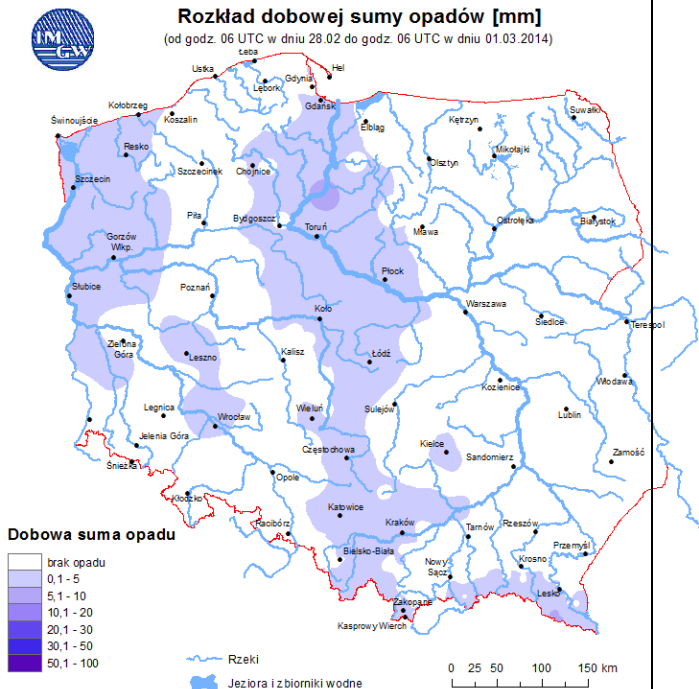 Rozkład dobowej sumy opadów [mm]
(od godz. 06 UTC w dniu 28.02 do godz. 06 UTC w dniu 01.03.2014)
IM
GW
Łeba
Hel
Ustka
Gdynia
Lębork
Kołobrzeg
Gdańsk
Suwałki
Świnoujście
Koszalin
Elbląg
Kętrzyn
Resko
Mikołajki
Szczecinek
Chojnice
Olsztyn
Szczecin
Piła
Bydgoszcz
Toruń
Mława
Ostrołęka
Białystok
Gorzów
Wlkp.
Płock
Słubice
Poznań
Koło
Warszawa
Siedlce
Terespol
Zielona
Góra
Leszno
Kalisz
Łódź
Kozienice
Włodawa
Legnica
Wrocław
Wieluń
Sulejów
Lublin
Jelenia Góra
Kielce
Śnieżka
Częstochowa
Sandomierz
Zamość
Opole
Kłodzko
Katowice
Racibórz
Kraków
Tarnów
Rzeszów
Bielsko-Biała
Przemyśl
Nowy
Sącz
Krosno
Lesko
Zakopane
Kasprowy Wierch
Dobowa suma opadu
brak opadu
0,1 - 5
5,1 - 10
10,1 - 20
20,1 - 30
30,1 - 50
50,1 - 100
Rzeki
Jeziora i zbiorniki wodne
0 25 50 100 150 km